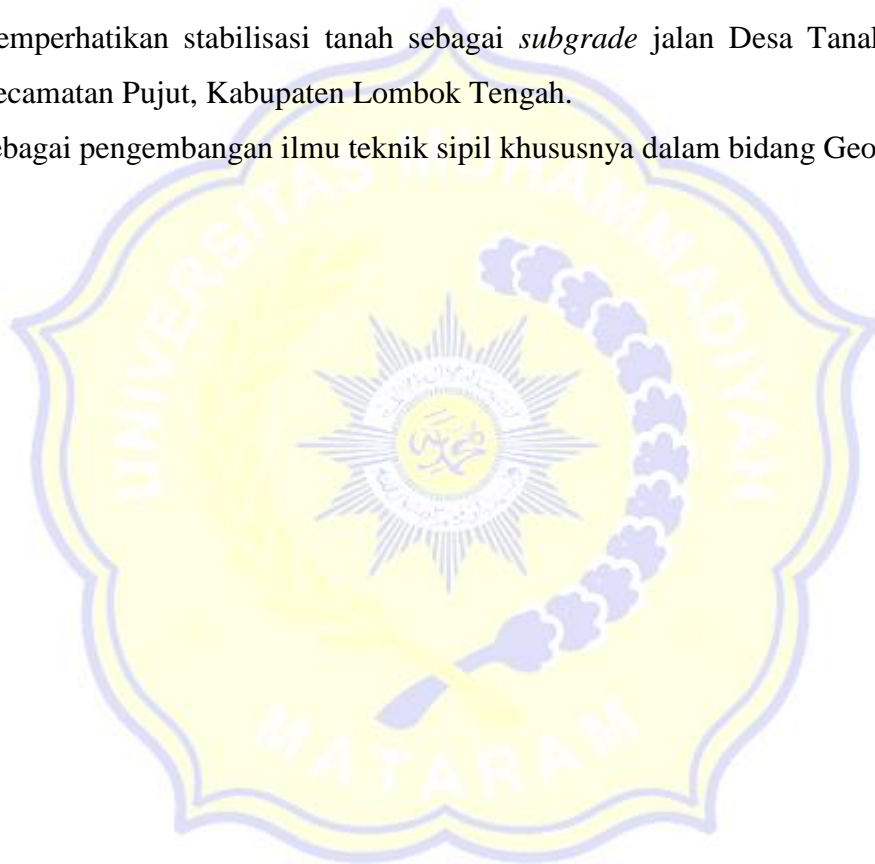 emperhatikan stabilisasi tanah sebagai subgrade jalan Desa Tana
ecamatan Pujut, Kabupaten Lombok Tengah.
ebagai pengembangan ilmu teknik sipil khususnya dalam bidang Geo
UNIVERSITAS MUHAMMADIYAH
MATARAM